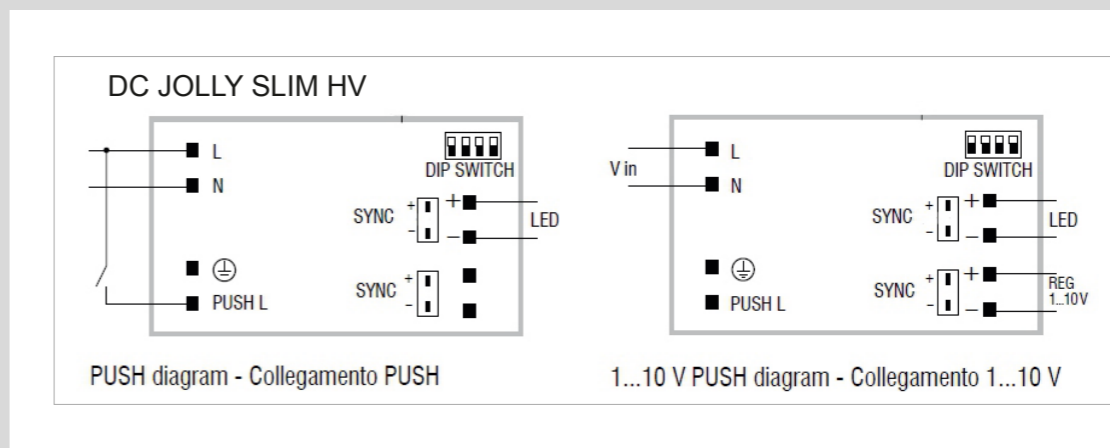 DC JOLLY SLIM HV
L
N
DIP SWITCH
SYNC
+
-
+
-
LED
SYNC
+
-
PUSH L
PUSH diagram - Collegamento PUSH
V in
L
N
DIP SWITCH
SYNC
+
-
+
-
LED
SYNC
+
-
+
-
REG
1...10V
PUSH L
1...10 V PUSH diagram - Collegamento 1...10 V